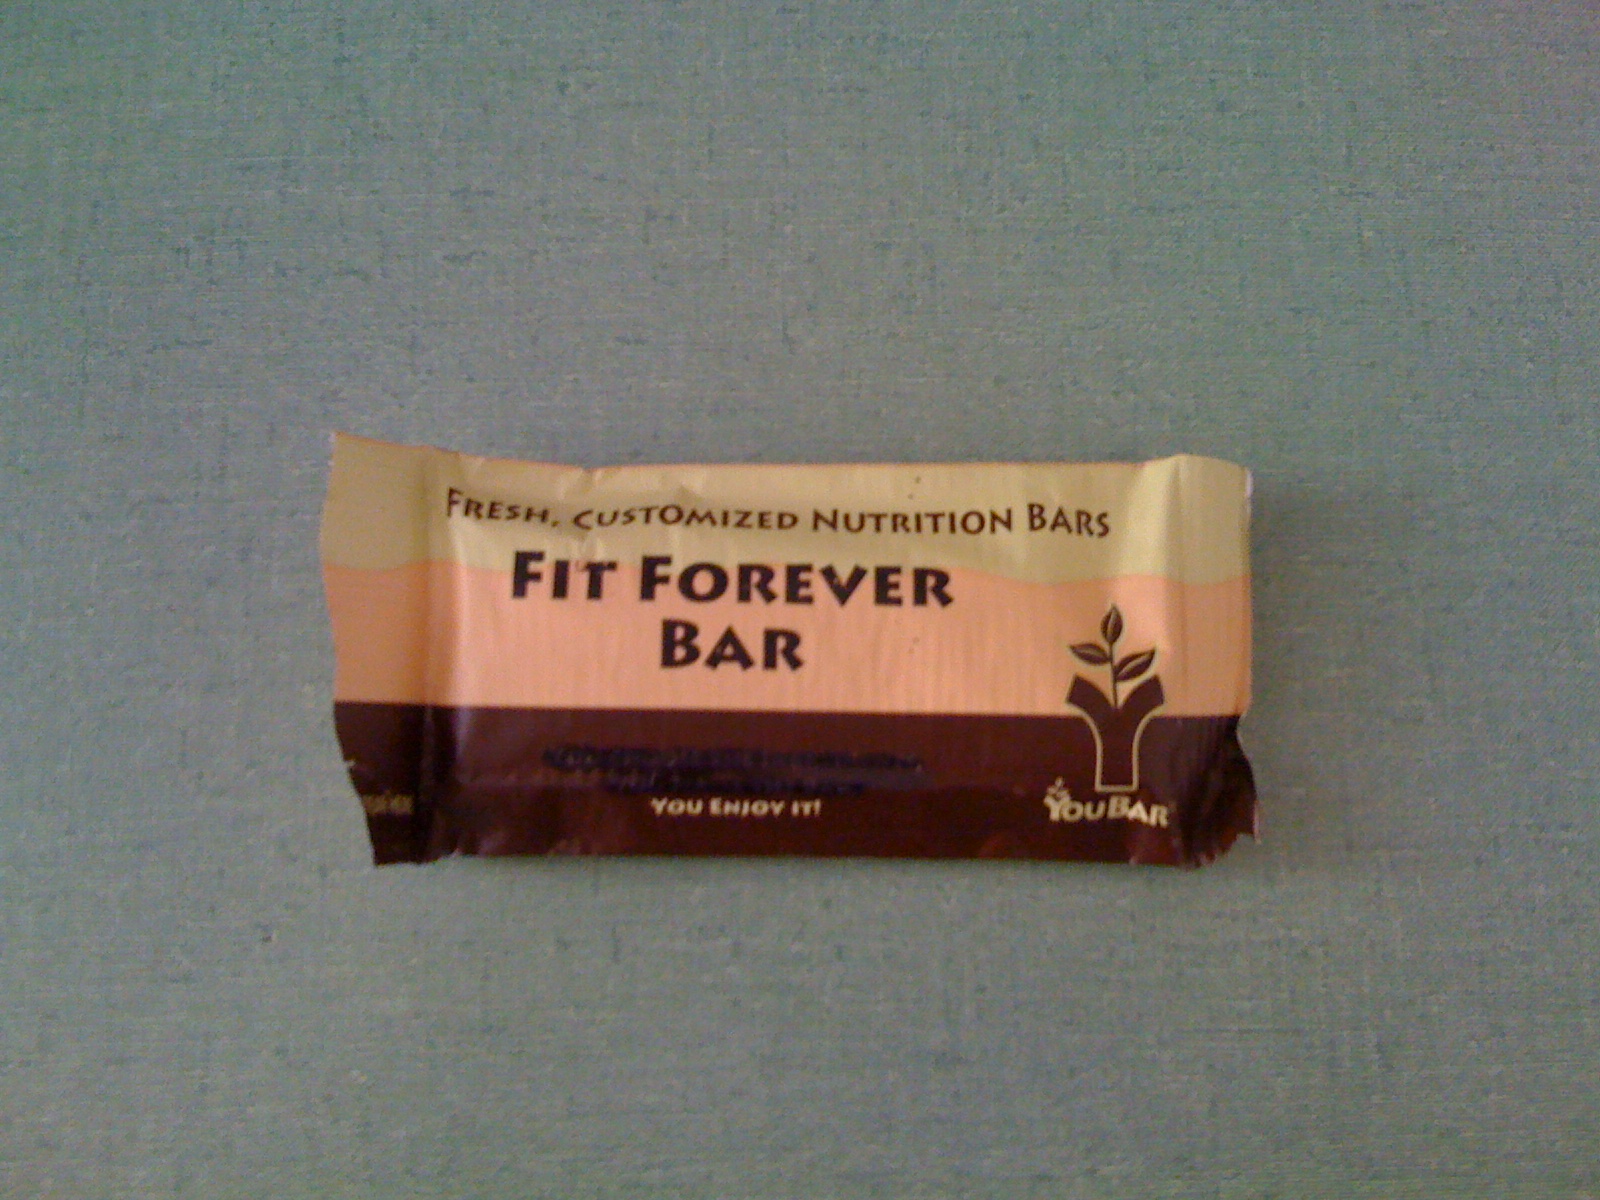 FRESH, CUSTOMIZED NUTRITION BARS
FIT FOREVER
BAR
YOU ENJOY IT!
YOUBAR